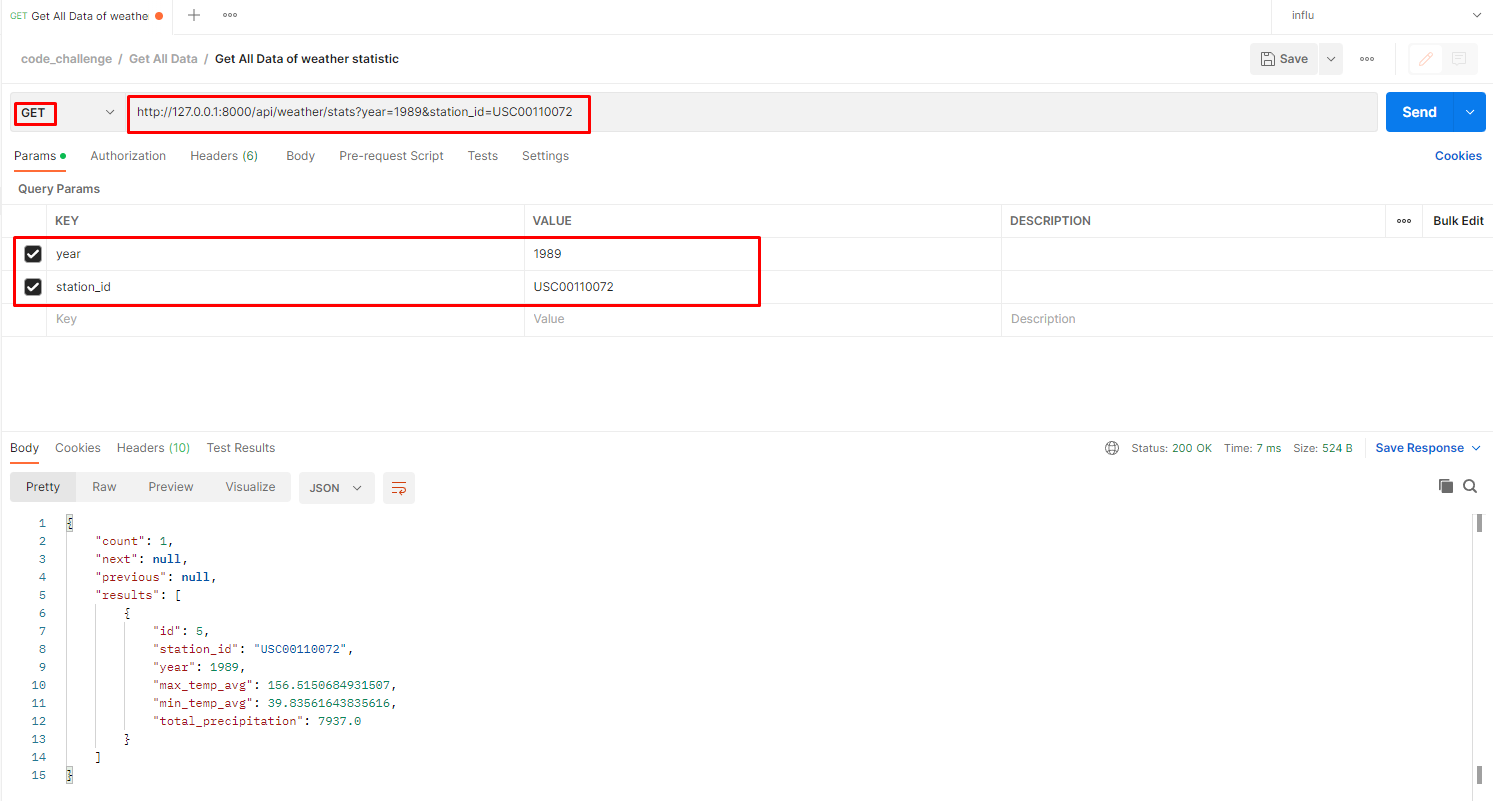 GET Get All Data of weathe
influ
code_challenge / Get All Data / Get All Data of weather statistic
Save
GET
http://127.0.0.1:8000/api/weather/stats?year=1989&station_id=USC00110072
Send
Params Authorization Headers (6) Body Pre-request Script Tests Settings
Cookies
Query Params
KEY VALUE DESCRIPTION Bulk Edit
year 1989
station_id USC00110072
Key Value Description
Body Cookies Headers (10) Test Results
Status: 200 OK Time: 7 ms Size: 524 B Save Response
Pretty Raw Preview Visualize JSON
1 {
2 "count": 1,
3 "next": null,
4 "previous": null,
5 "results": [
6 {
7 "id": 5,
8 "station_id": "USC00110072",
9 "year": 1989,
10 "max_temp_avg": 156.5150684931507,
11 "min_temp_avg": 39.83561643835616,
12 "total_precipitation": 7937.0
13 }
14 ]
15 }